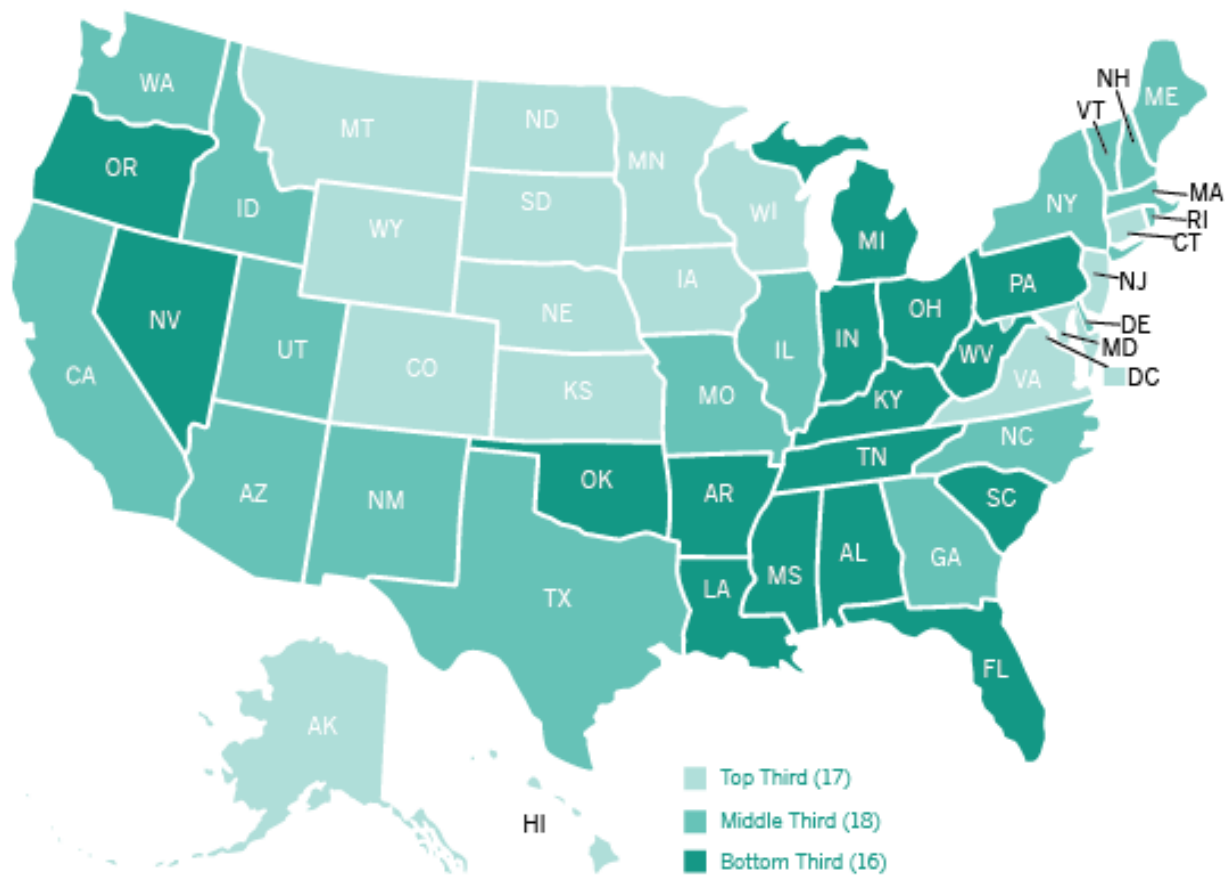 WA
MT
ND
MN
NH
VT
ME
OR
ID
WY
SD
WI
MI
NY
MA
RI
CT
NV
UT
CO
NE
IA
IL
IN
OH
PA
NJ
DE
MD
DC
CA
AZ
NM
KS
MO
KY
WV
VA
OK
AR
TN
NC
SC
TX
LA
MS
AL
GA
FL
AK
HI
Top Third (17)
Middle Third (18)
Bottom Third (16)